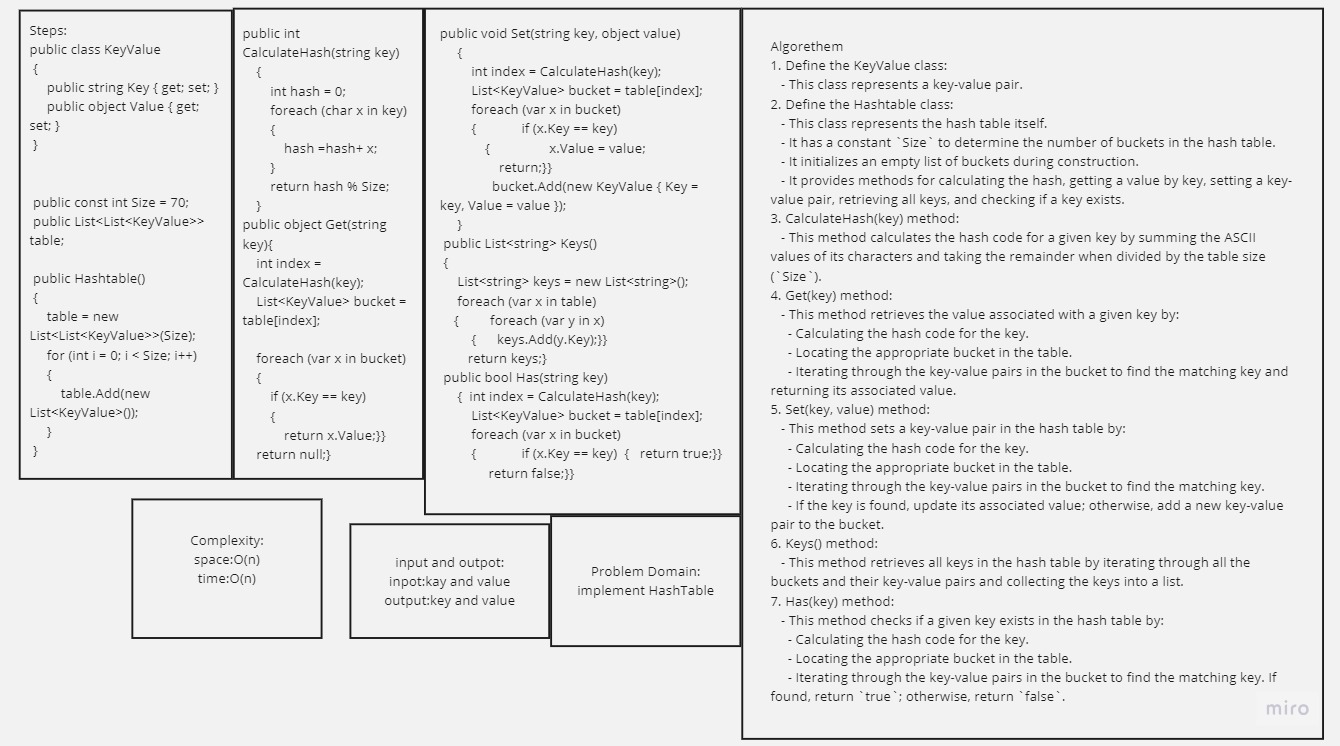 Steps:
public class KeyValue
{
public string Key { get; set; }
public object Value { get;
set; }
}
public const int Size = 70;
public List<List<KeyValue>>
table;
public Hashtable()
{
table = new
List<List<KeyValue>>(Size);
for (int i = 0; i < Size; i++)
{
table.Add(new
List<KeyValue>());
}
}
public int
CalculateHash(string key)
{
int hash = 0;
foreach (char x in key)
{
hash =hash+ x;
}
return hash % Size;
}
public object Get(string
key){
int index =
CalculateHash(key);
List<KeyValue> bucket =
table[index];
foreach (var x in bucket)
{
if (x.Key == key)
{
return x.Value;}}
return null;}
public void Set(string key, object value)
{
int index = CalculateHash(key);
List<KeyValue> bucket = table[index];
foreach (var x in bucket)
{ if (x.Key == key)
{ x.Value = value;
return;}}
bucket.Add(new KeyValue { Key =
key, Value = value });
}
public List<string> Keys()
{
List<string> keys = new List<string>();
foreach (var x in table)
{ foreach (var y in x)
{ keys.Add(y.Key);}}
return keys;}
public bool Has(string key)
{ int index = CalculateHash(key);
List<KeyValue> bucket = table[index];
foreach (var x in bucket)
{ if (x.Key == key) { return true;}}
return false;}}
Algorethem
1. Define the KeyValue class:
- This class represents a key-value pair.
2. Define the Hashtable class:
- This class represents the hash table itself.
- It has a constant `Size` to determine the number of buckets in the hash table.
- It initializes an empty list of buckets during construction.
- It provides methods for calculating the hash, getting a value by key, setting a key-
value pair, retrieving all keys, and checking if a key exists.
3. CalculateHash(key) method:
- This method calculates the hash code for a given key by summing the ASCII
values of its characters and taking the remainder when divided by the table size
(`Size`).
4. Get(key) method:
- This method retrieves the value associated with a given key by:
- Calculating the hash code for the key.
- Locating the appropriate bucket in the table.
- Iterating through the key-value pairs in the bucket to find the matching key and
returning its associated value.
5. Set(key, value) method:
- This method sets a key-value pair in the hash table by:
- Calculating the hash code for the key.
- Locating the appropriate bucket in the table.
- Iterating through the key-value pairs in the bucket to find the matching key.
- If the key is found, update its associated value; otherwise, add a new key-value
pair to the bucket.
6. Keys() method:
- This method retrieves all keys in the hash table by iterating through all the
buckets and their key-value pairs and collecting the keys into a list.
7. Has(key) method:
- This method checks if a given key exists in the hash table by:
- Calculating the hash code for the key.
- Locating the appropriate bucket in the table.
- Iterating through the key-value pairs in the bucket to find the matching key. If
found, return `true`; otherwise, return `false`.
Complexity:
space:O(n)
time:O(n)
input and outpot:
inpot:kay and value
output:key and value
Problem Domain:
implement HashTable
miro